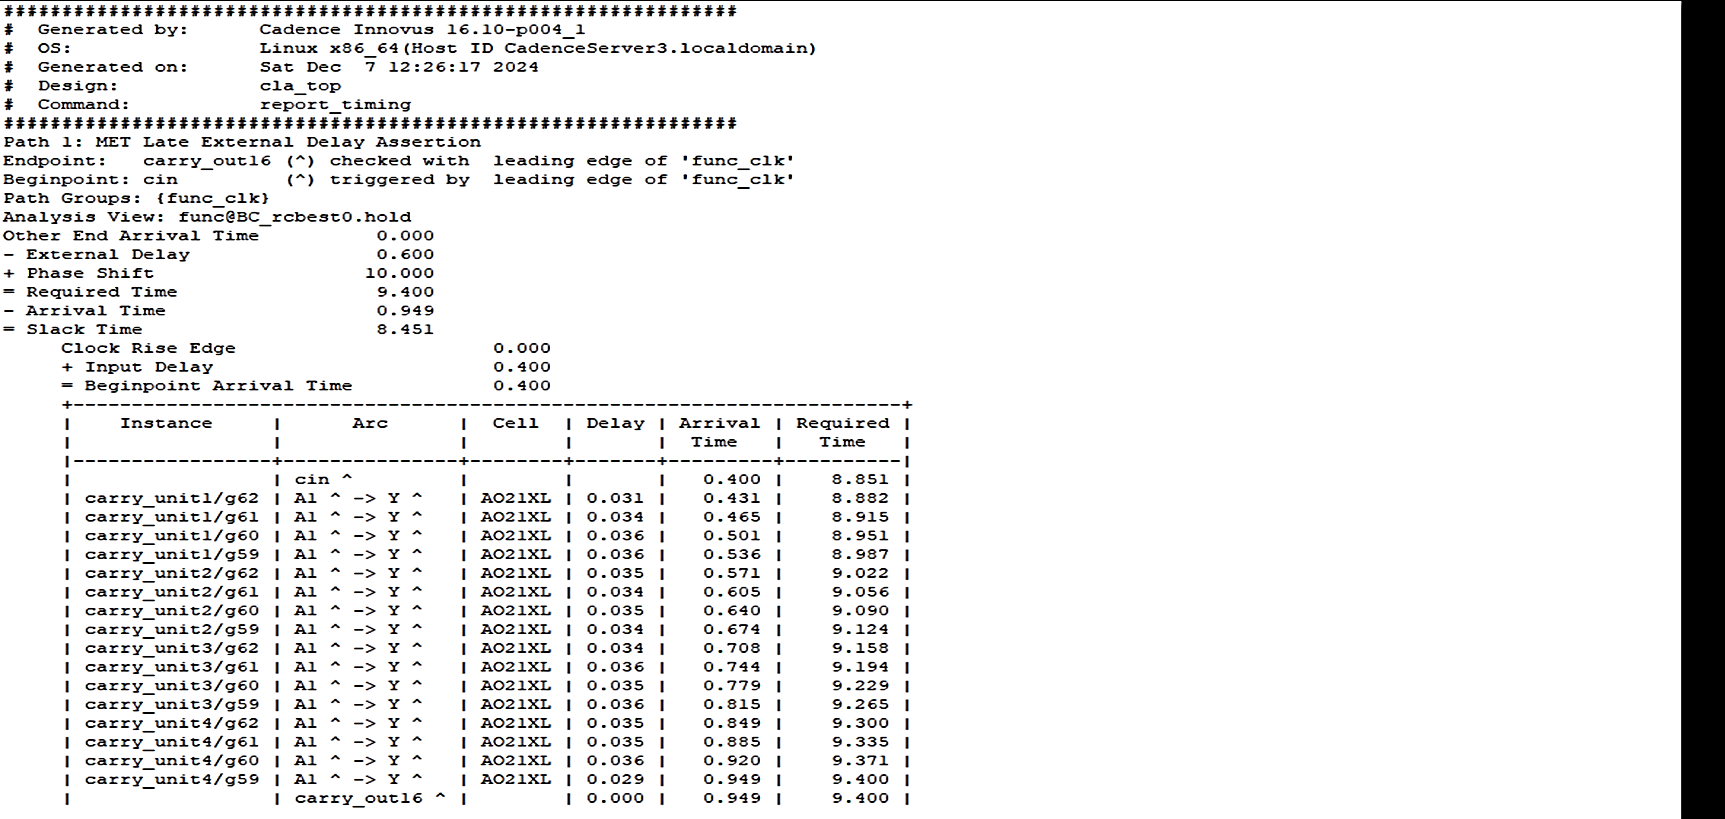 ###############################################################
#  Generated by:      Cadence Innovus 16.10-p004_1
#  OS:                Linux x86_64(Host ID CadenceServer3.localdomain)
#  Generated on:      Sat Dec  7 12:26:17 2024
#  Design:            cla_top
#  Command:           report_timing
###############################################################
Path 1: MET Late External Delay Assertion
Endpoint:   carry_out16 (^) checked with  leading edge of 'func_clk'
Beginpoint: cin         (^) triggered by  leading edge of 'func_clk'
Path Groups: {func_clk}
Analysis View: func@BC_rcbest0.hold
Other End Arrival Time          0.000
- External Delay                0.600
+ Phase Shift                  10.000
= Required Time                 9.400
- Arrival Time                  0.949
= Slack Time                    8.451
     Clock Rise Edge                      0.000
     + Input Delay                        0.400
     = Beginpoint Arrival Time            0.400
     +-----------------------------------------------------------------------+
     |    Instance     |      Arc      |  Cell  | Delay | Arrival | Required |
     |                 |               |        |       |  Time   |   Time   |
     |-----------------+---------------+--------+-------+---------+----------|
     |                 | cin ^         |        |       |   0.400 |    8.851 |
     | carry_unit1/g62 | A1 ^ -> Y ^   | AO21XL | 0.031 |   0.431 |    8.882 |
     | carry_unit1/g61 | A1 ^ -> Y ^   | AO21XL | 0.034 |   0.465 |    8.915 |
     | carry_unit1/g60 | A1 ^ -> Y ^   | AO21XL | 0.036 |   0.501 |    8.951 |
     | carry_unit1/g59 | A1 ^ -> Y ^   | AO21XL | 0.036 |   0.536 |    8.987 |
     | carry_unit2/g62 | A1 ^ -> Y ^   | AO21XL | 0.035 |   0.571 |    9.022 |
     | carry_unit2/g61 | A1 ^ -> Y ^   | AO21XL | 0.034 |   0.605 |    9.056 |
     | carry_unit2/g60 | A1 ^ -> Y ^   | AO21XL | 0.035 |   0.640 |    9.090 |
     | carry_unit2/g59 | A1 ^ -> Y ^   | AO21XL | 0.034 |   0.674 |    9.124 |
     | carry_unit3/g62 | A1 ^ -> Y ^   | AO21XL | 0.034 |   0.708 |    9.158 |
     | carry_unit3/g61 | A1 ^ -> Y ^   | AO21XL | 0.036 |   0.744 |    9.194 |
     | carry_unit3/g60 | A1 ^ -> Y ^   | AO21XL | 0.035 |   0.779 |    9.229 |
     | carry_unit3/g59 | A1 ^ -> Y ^   | AO21XL | 0.036 |   0.815 |    9.265 |
     | carry_unit4/g62 | A1 ^ -> Y ^   | AO21XL | 0.035 |   0.849 |    9.300 |
     | carry_unit4/g61 | A1 ^ -> Y ^   | AO21XL | 0.035 |   0.885 |    9.335 |
     | carry_unit4/g60 | A1 ^ -> Y ^   | AO21XL | 0.036 |   0.920 |    9.371 |
     | carry_unit4/g59 | A1 ^ -> Y ^   | AO21XL | 0.029 |   0.949 |    9.400 |
     |                 | carry_out16 ^ |        | 0.000 |   0.949 |    9.400 |